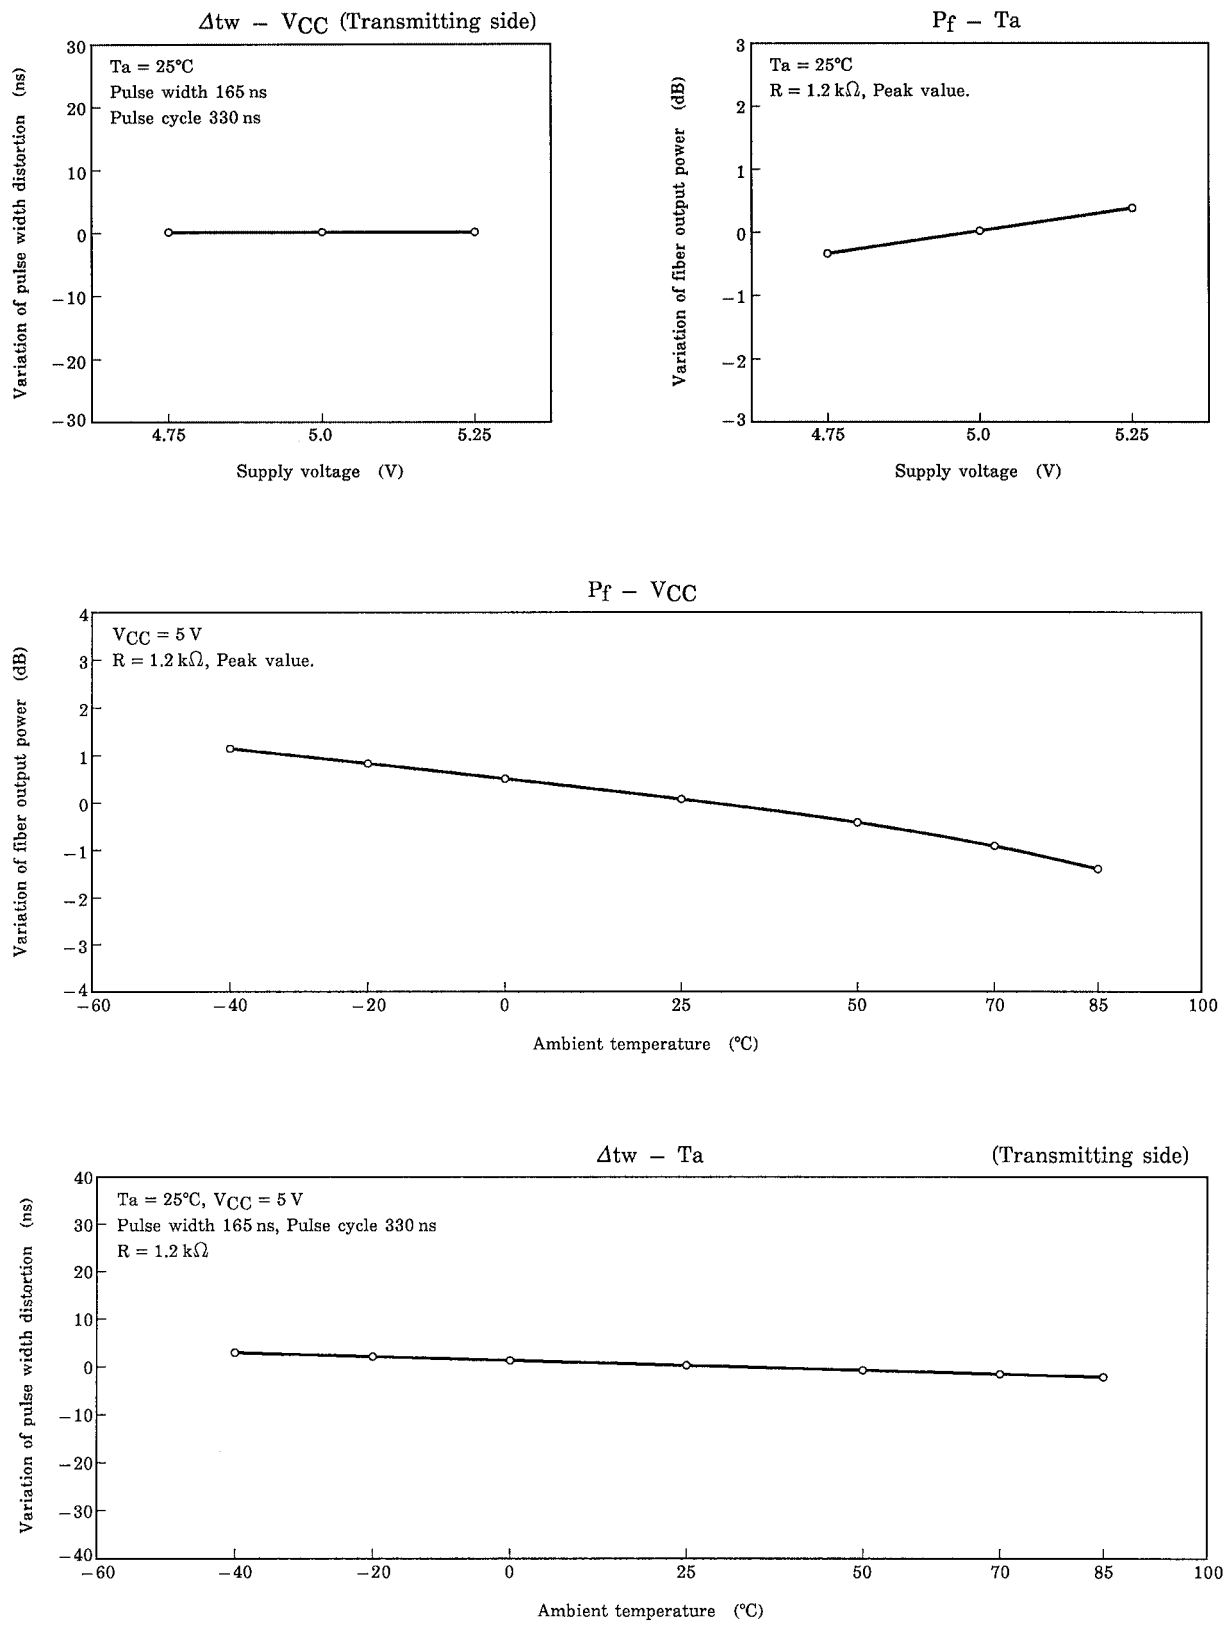 Δtw – VCC (Transmitting side)
Variation of pulse width distortion (ns)
30
20
10
0
−10
−20
−30
Ta = 25°C
Pulse width 165 ns
Pulse cycle 330 ns
4.75 5.0 5.25
Supply voltage (V)
Pf – Ta
Variation of fiber output power (dB)
3
2
1
0
−1
−2
−3
Ta = 25°C
R = 1.2 kΩ, Peak value.
4.75 5.0 5.25
Supply voltage (V)
Pf – VCC
Variation of fiber output power (dB)
4
3
2
1
0
−1
−2
−3
−4
VCC = 5 V
R = 1.2 kΩ, Peak value.
−60 −40 −20 0 25 50 70 85 100
Ambient temperature (°C)
Δtw – Ta (Transmitting side)
Variation of pulse width distortion (ns)
40
30
20
10
0
−10
−20
−30
−40
Ta = 25°C, VCC = 5 V
Pulse width 165 ns, Pulse cycle 330 ns
R = 1.2 kΩ
−60 −40 −20 0 25 50 70 85 100
Ambient temperature (°C)